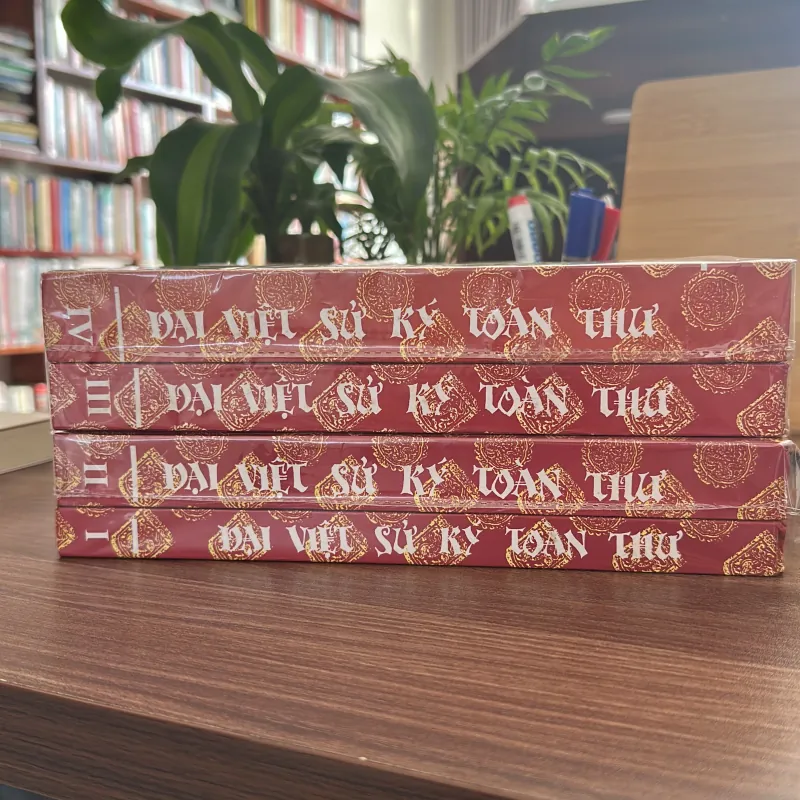 IV ĐẠI VIỆT SỬ KÝ TOÀN THƯ
III ĐẠI VIỆT SỬ KÝ TOÀN THƯ
II ĐẠI VIỆT SỬ KÝ TOÀN THƯ
I ĐẠI VIỆT SỬ KÝ TOÀN THƯ